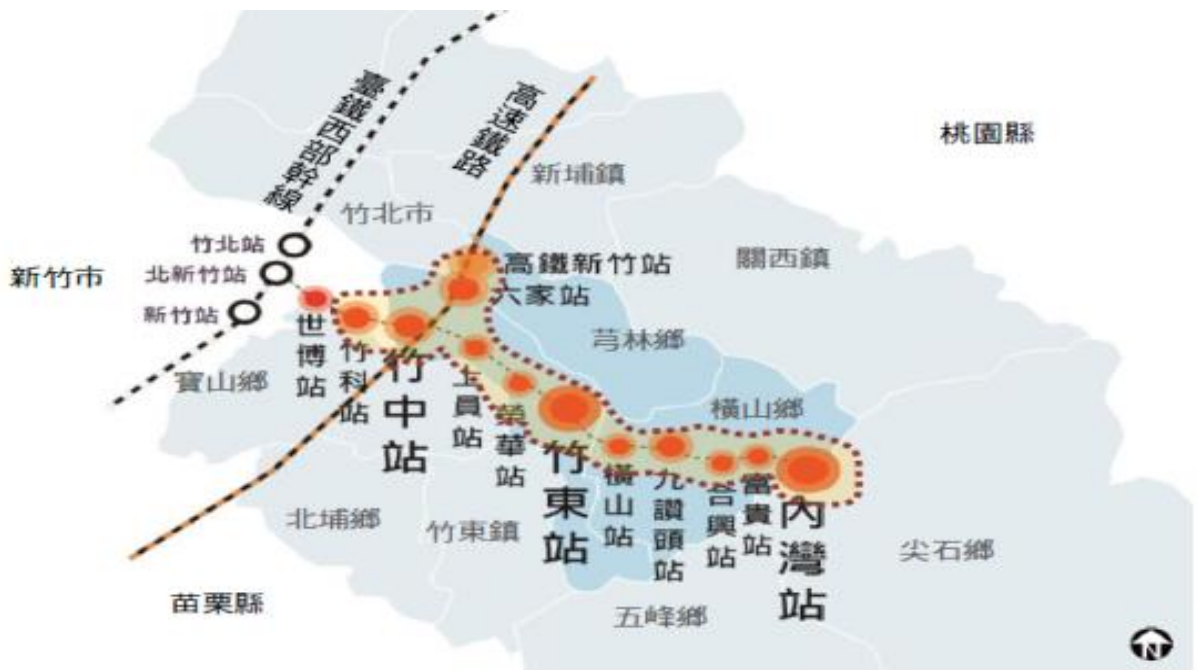 臺鐵西部幹線
高速鐵路
桃園縣
新埔鎮
竹北市
竹北站
高鐵新竹站
關西鎮
新竹市
北新竹站
六家站
新竹站
世博站
竹科站
竹中站
上員站
榮華站
竹東站
橫山站
九讚頭站
合興站
富貴站
內灣站
芎林鄉
寶山鄉
橫山鄉
北埔鄉
竹東鎮
尖石鄉
苗栗縣
五峰鄉
N